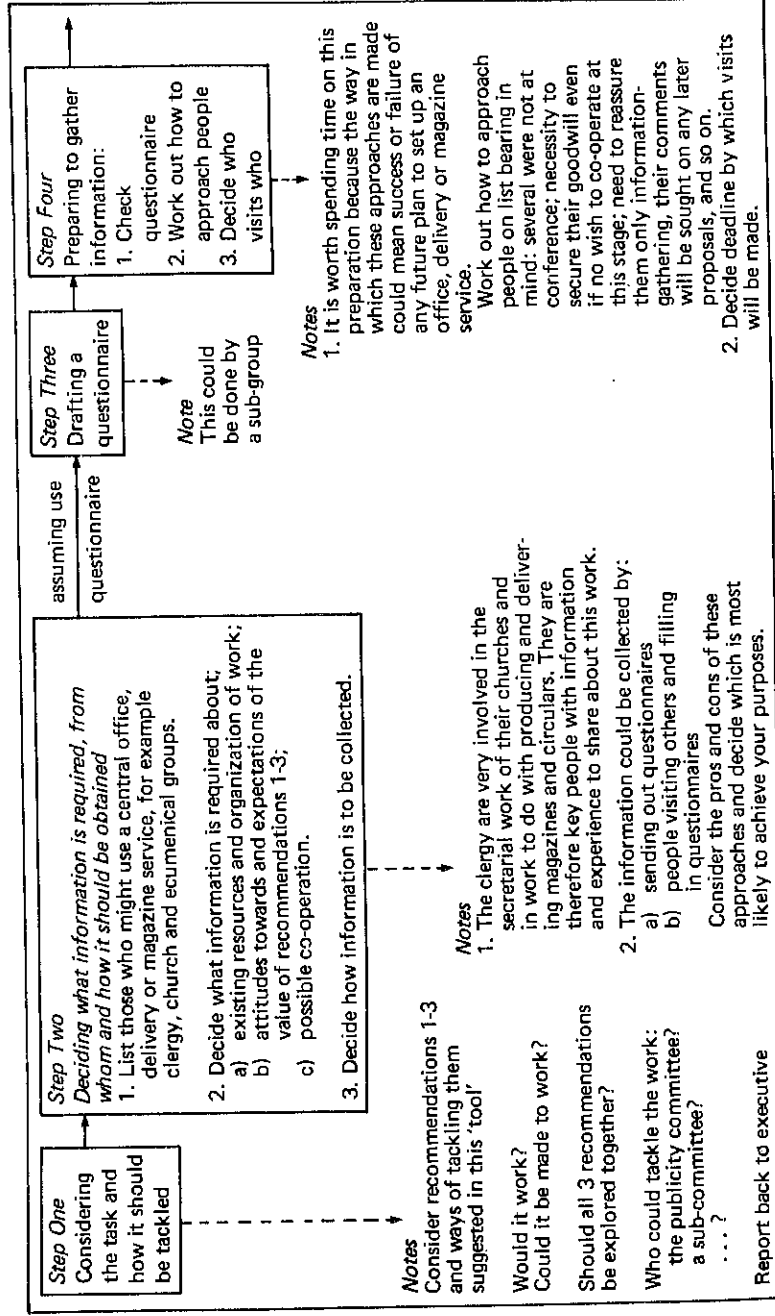 Step One
Considering
the task and
how it should
be tackled
Notes
Consider recommendations 1-3
and ways of tackling them
suggested in this 'tool'
Would it work?
Could it be made to work?
Should all 3 recommendations
be explored together?
Who could tackle the work:
the publicity committee?
a sub-committee?
. . . ?
Report back to executive
Step Two
Deciding what information is required, from
whom and how it should be obtained
1. List those who might use a central office,
delivery or magazine service, for example
clergy, church and ecumenical groups.
2. Decide what information is required about;
a) existing resources and organization of work;
b) attitudes towards and expectations of the
value of recommendations 1-3;
c) possible co-operation.
3. Decide how information is to be collected.
Notes
1. The clergy are very involved in the
secretarial work of their churches and
in work to do with producing and deliver-
ing magazines and circulars. They are
therefore key people with information
and experience to share about this work.
2. The information could be collected by:
a) sending out questionnaires
b) people visiting others and filling
in questionnaires
Consider the pros and cons of these
approaches and decide which is most
likely to achieve your purposes.
assuming use
questionnaire
Step Three
Drafting a
questionnaire
Note
This could
be done by
a sub-group
Step Four
Preparing to gather
information:
1. Check
questionnaire
2. Work out how to
approach people
3. Decide who
visits who
Notes
1. It is worth spending time on this
preparation because the way in
which these approaches are made
could mean success or failure of
any future plan to set up an
office, delivery or magazine
service.
Work out how to approach
people on list bearing in
mind: several were not at
conference; necessity to
secure their goodwill even
if no wish to co-operate at
this stage; need to reassure
them only information-
gathering, their comments
will be sought on any later
proposals, and so on.
2. Decide deadline by which visits
will be made.